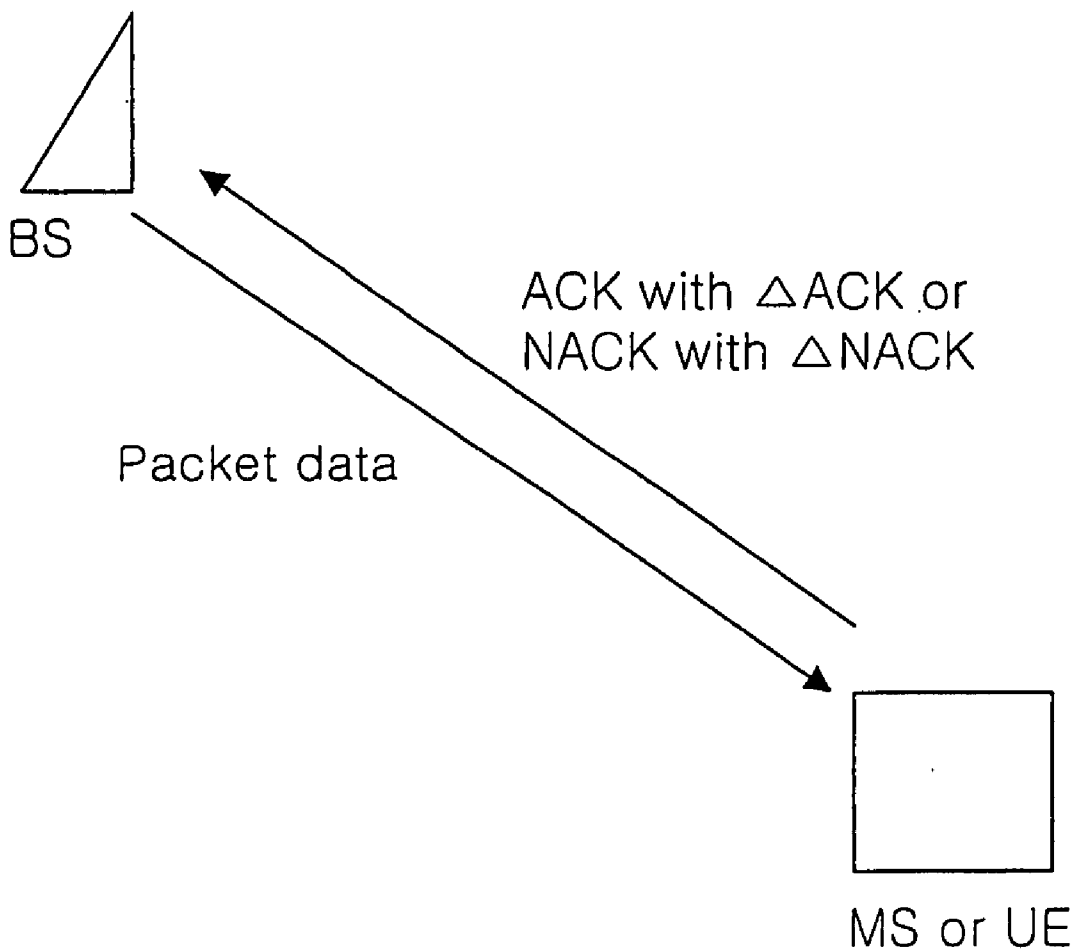 BS
ACK with △ACK or
NACK with △NACK
Packet data
MS or UE